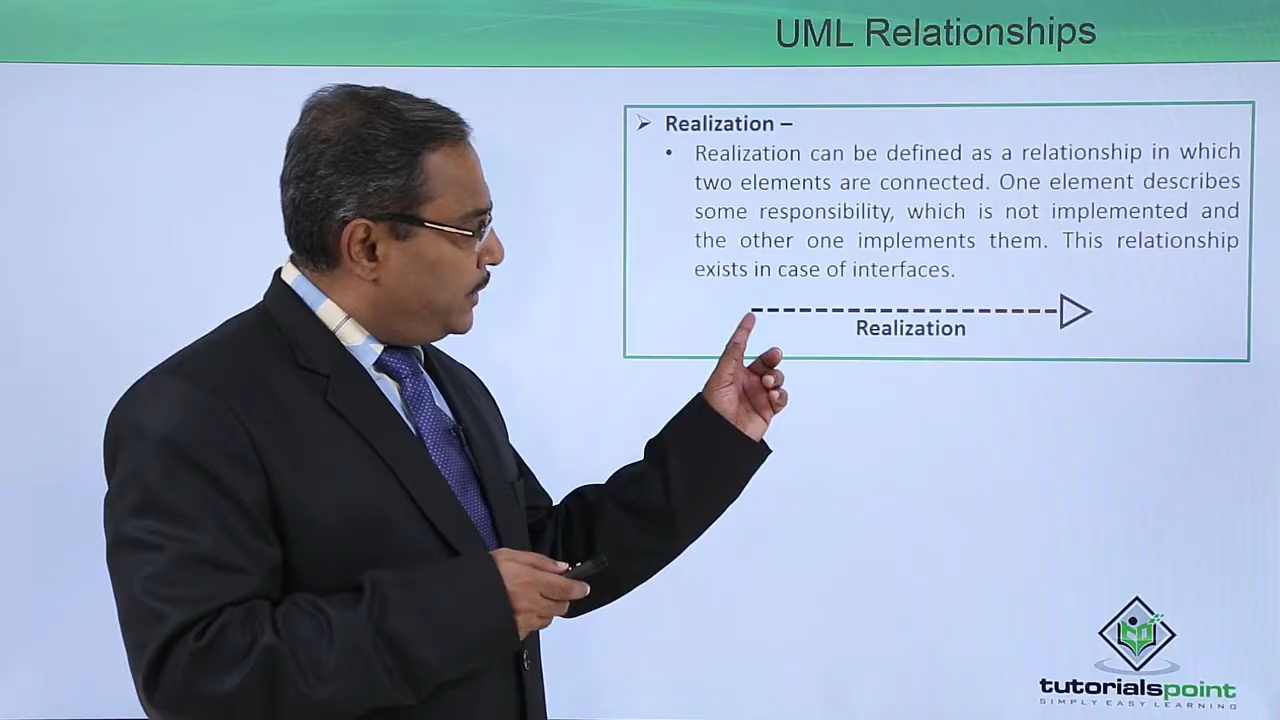 UML Relationships
Realization –
Realization can be defined as a relationship in which
two elements are connected. One element describes
some responsibility, which is not implemented and
the other one implements them. This relationship
exists in case of interfaces.
Realization
tutorialspoint
SIMPLY EASY LEARNING